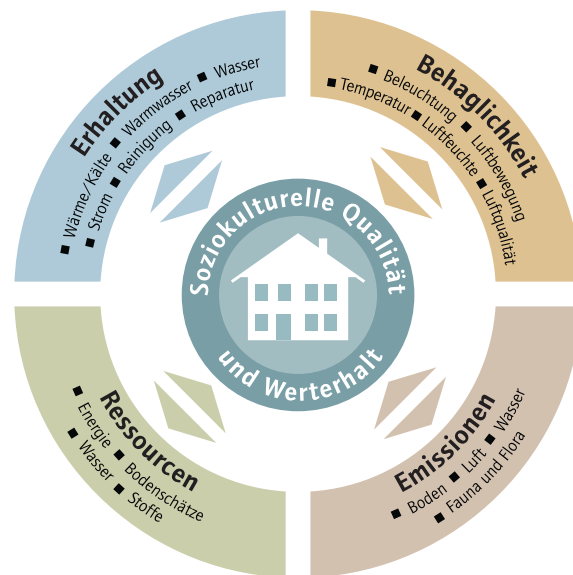 Erhaltung
■ Wärme/Kälte ■ Warmwasser ■ Wasser
■ Strom ■ Reinigung ■ Reparatur
Behaglichkeit
■ Beleuchtung ■ Luftbewegung
■ Temperatur ■ Luftfeuchte ■ Luftqualität
Soziokulturelle Qualität
und Werterhalt
Ressourcen
■ Energie ■ Bodenschätze
■ Wasser ■ Stoffe
Emissionen
■ Boden ■ Luft ■ Wasser
■ Fauna und Flora